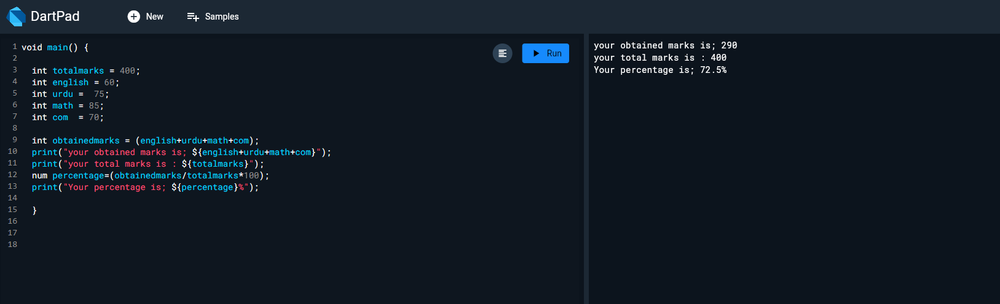 DartPad
New
Samples
1 void main() {
2
3 int totalmarks = 400;
4 int english = 60;
5 int urdu =  75;
6 int math = 85;
7 int com  = 70;
8
9 int obtainedmarks = (english+urdu+math+com);
10 print("your obtained marks is; ${english+urdu+math+com}");
11 print("your total marks is : ${totalmarks}");
12 num percentage=(obtainedmarks/totalmarks*100);
13 print("Your percentage is; ${percentage}%");
14
15 }
16
17
18
Run
your obtained marks is; 290
your total marks is : 400
Your percentage is; 72.5%